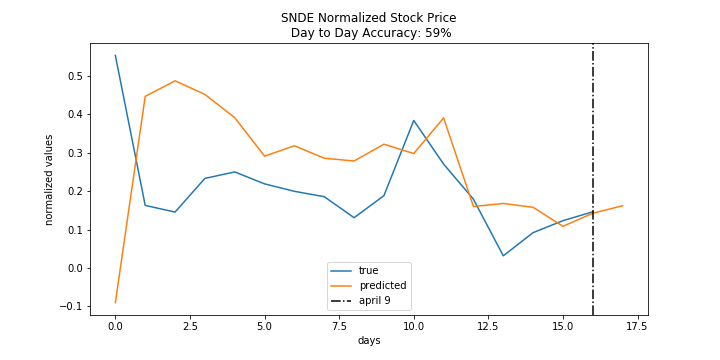 SNDE Normalized Stock Price
Day to Day Accuracy: 59%
normalized values
0.5
0.4
0.3
0.2
0.1
0.0
−0.1
true
predicted
april 9
0.0 2.5 5.0 7.5 10.0 12.5 15.0 17.5
days